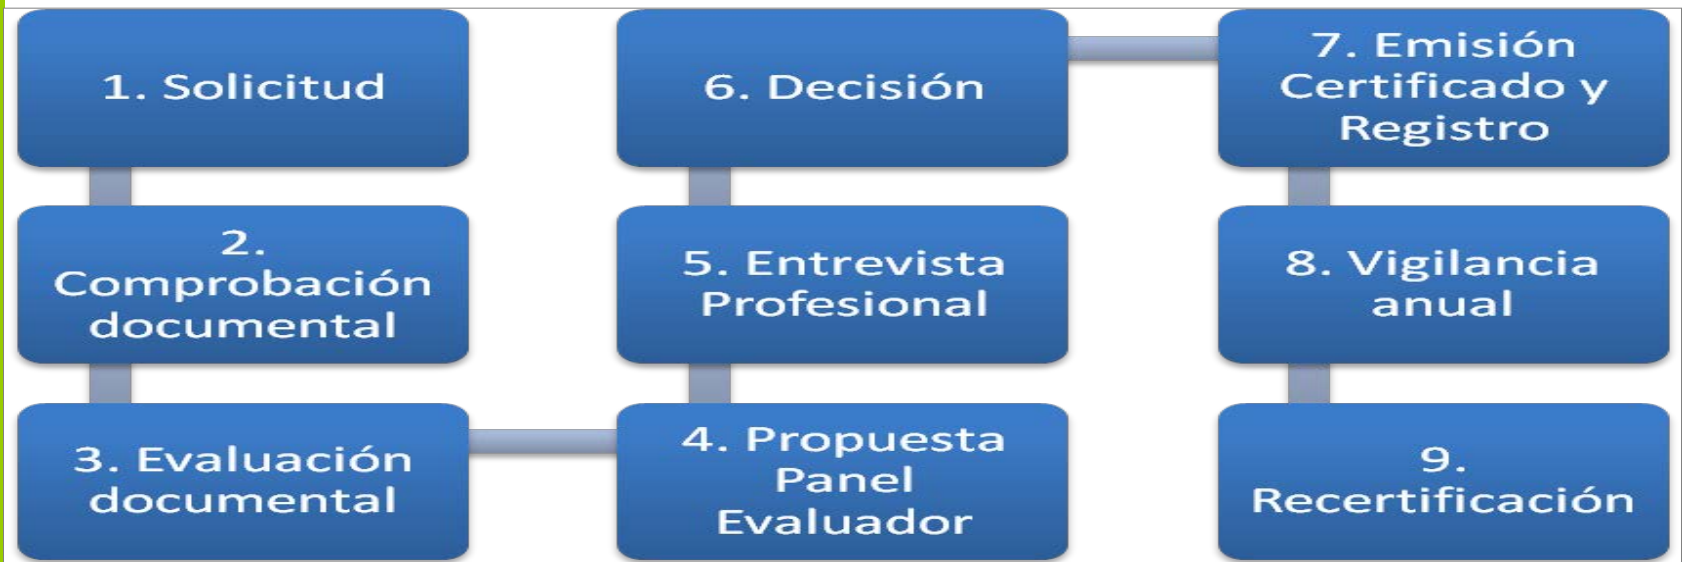 1. Solicitud
2.
Comprobación
documental
3. Evaluación
documental
4. Propuesta
Panel
Evaluador
5. Entrevista
Profesional
6. Decisión
7. Emisión
Certificado y
Registro
8. Vigilancia
anual
9.
Recertificación